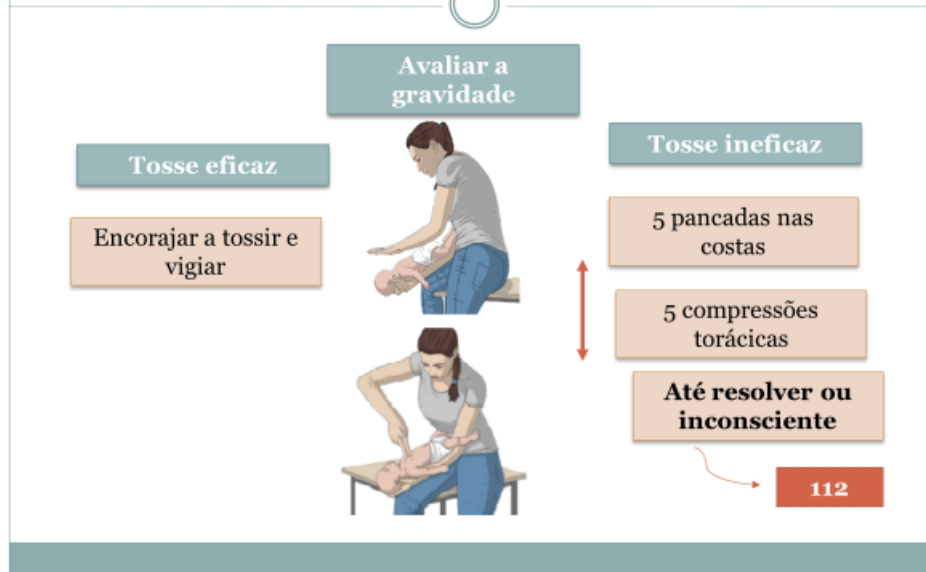 Avaliar a
gravidade
Tosse eficaz
Encorajar a tossir e
vigiar
Tosse ineficaz
5 pancadas nas
costas
5 compressões
torácicas
Até resolver ou
inconsciente
112